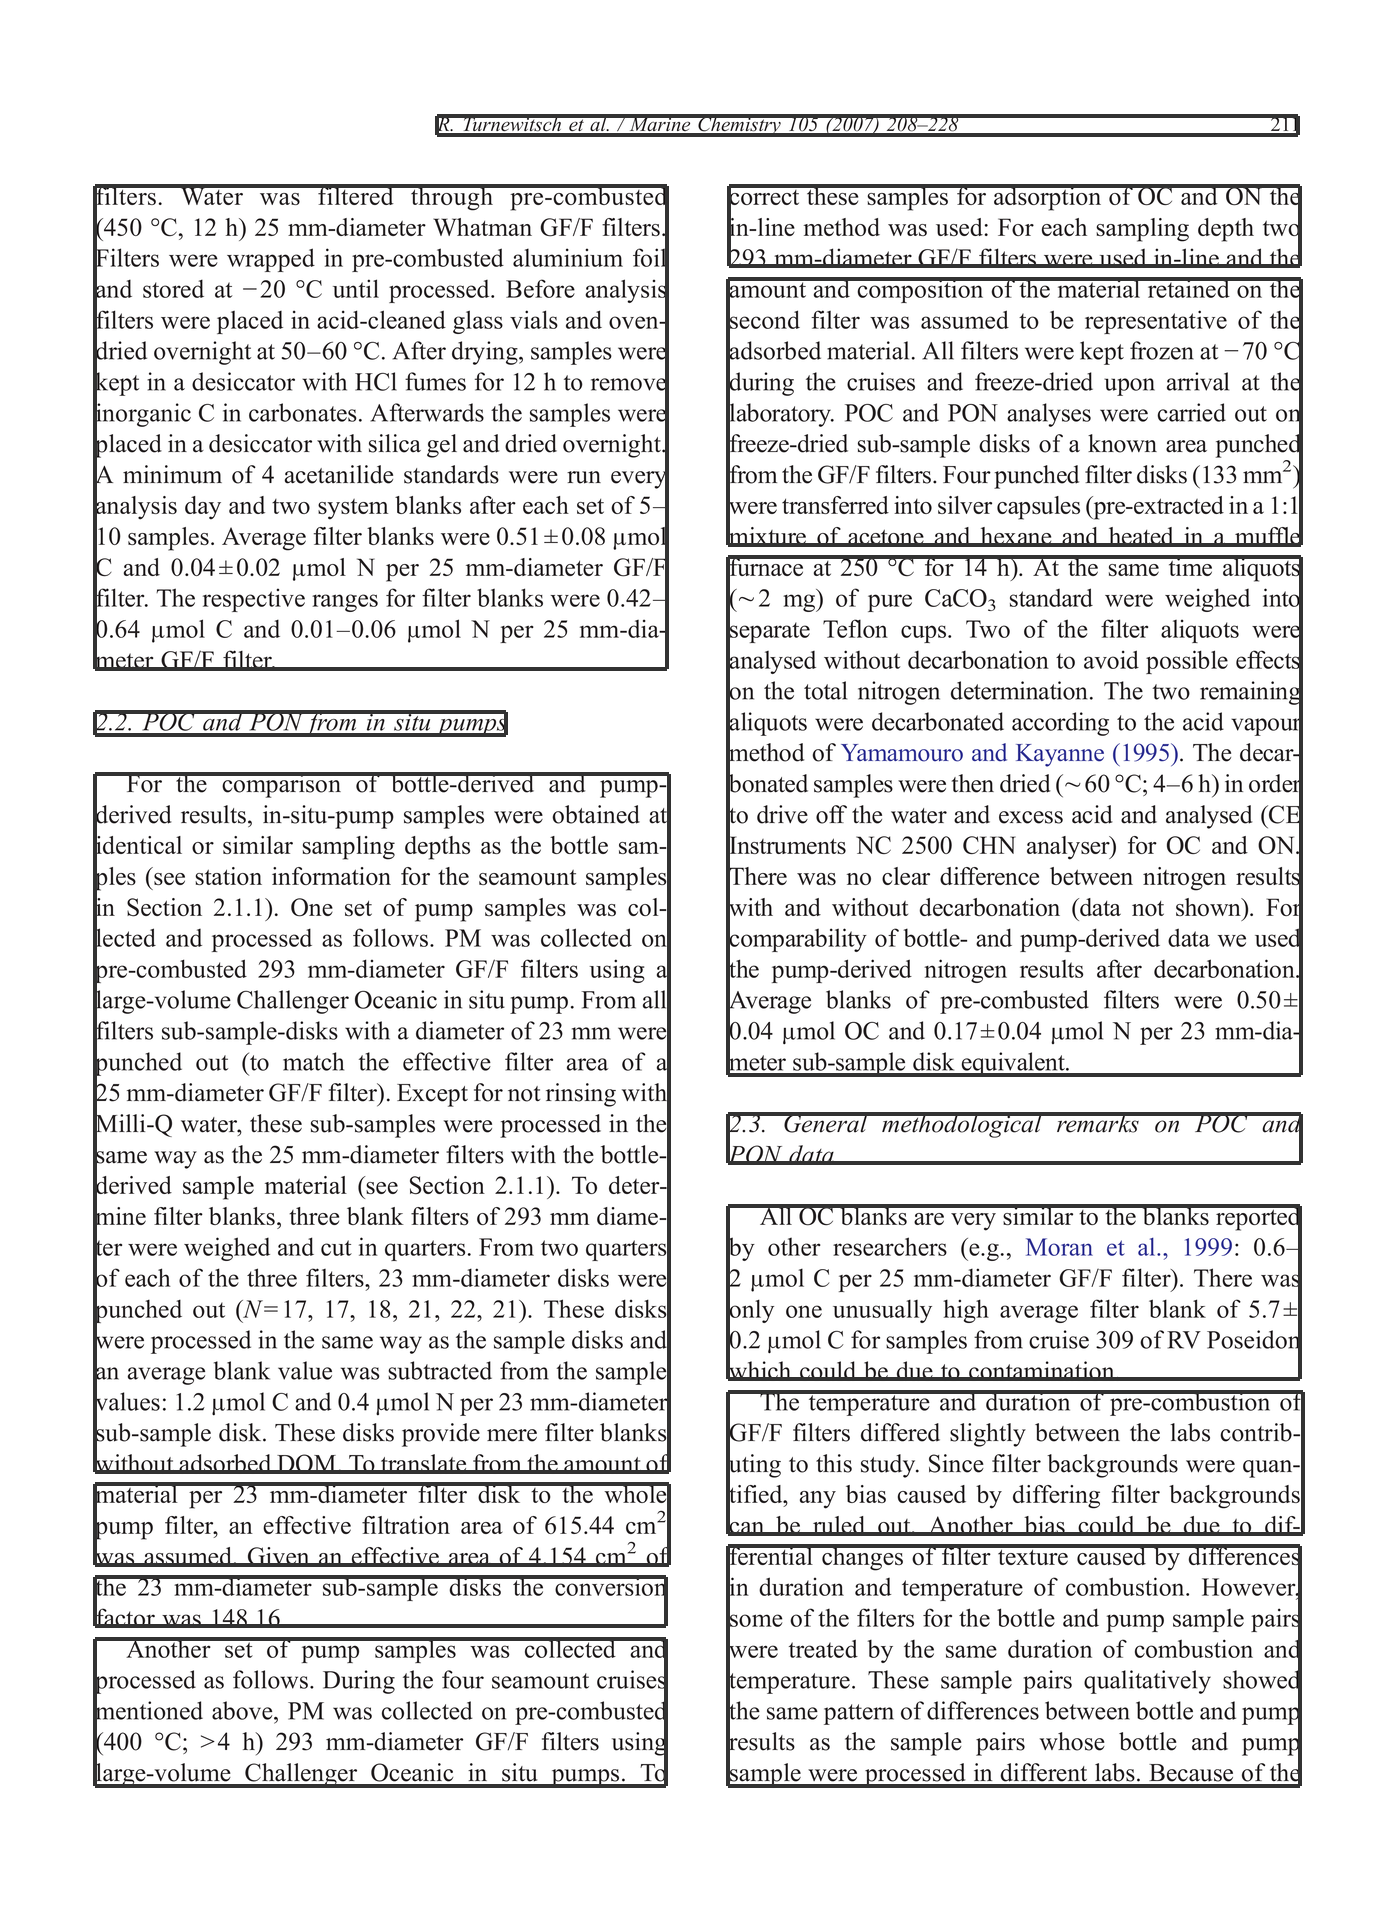 R. Turnewitsch et al. / Marine Chemistry 105 (2007) 208–228 211
filters. Water was filtered through pre-combusted
(450 °C, 12 h) 25 mm-diameter Whatman GF/F filters.
Filters were wrapped in pre-combusted aluminium foil
and stored at −20 °C until processed. Before analysis
filters were placed in acid-cleaned glass vials and oven-
dried overnight at 50–60 °C. After drying, samples were
kept in a desiccator with HCl fumes for 12 h to remove
inorganic C in carbonates. Afterwards the samples were
placed in a desiccator with silica gel and dried overnight.
A minimum of 4 acetanilide standards were run every
analysis day and two system blanks after each set of 5–
10 samples. Average filter blanks were 0.51±0.08 μmol
C and 0.04±0.02 μmol N per 25 mm-diameter GF/F
filter. The respective ranges for filter blanks were 0.42–
0.64 μmol C and 0.01–0.06 μmol N per 25 mm-dia-
meter GF/F filter.
2.2. POC and PON from in situ pumps
For the comparison of bottle-derived and pump-
derived results, in-situ-pump samples were obtained at
identical or similar sampling depths as the bottle sam-
ples (see station information for the seamount samples
in Section 2.1.1). One set of pump samples was col-
lected and processed as follows. PM was collected on
pre-combusted 293 mm-diameter GF/F filters using a
large-volume Challenger Oceanic in situ pump. From all
filters sub-sample-disks with a diameter of 23 mm were
punched out (to match the effective filter area of a
25 mm-diameter GF/F filter). Except for not rinsing with
Milli-Q water, these sub-samples were processed in the
same way as the 25 mm-diameter filters with the bottle-
derived sample material (see Section 2.1.1). To deter-
mine filter blanks, three blank filters of 293 mm diame-
ter were weighed and cut in quarters. From two quarters
of each of the three filters, 23 mm-diameter disks were
punched out (N=17, 17, 18, 21, 22, 21). These disks
were processed in the same way as the sample disks and
an average blank value was subtracted from the sample
values: 1.2 μmol C and 0.4 μmol N per 23 mm-diameter
sub-sample disk. These disks provide mere filter blanks
without adsorbed DOM. To translate from the amount of
material per 23 mm-diameter filter disk to the whole
pump filter, an effective filtration area of 615.44 cm²
was assumed. Given an effective area of 4.154 cm² of
the 23 mm-diameter sub-sample disks the conversion
factor was 148.16.
Another set of pump samples was collected and
processed as follows. During the four seamount cruises
mentioned above, PM was collected on pre-combusted
(400 °C; >4 h) 293 mm-diameter GF/F filters using
large-volume Challenger Oceanic in situ pumps. To
correct these samples for adsorption of OC and ON the
in-line method was used: For each sampling depth two
293 mm-diameter GF/F filters were used in-line and the
amount and composition of the material retained on the
second filter was assumed to be representative of the
adsorbed material. All filters were kept frozen at −70 °C
during the cruises and freeze-dried upon arrival at the
laboratory. POC and PON analyses were carried out on
freeze-dried sub-sample disks of a known area punched
from the GF/F filters. Four punched filter disks (133 mm²)
were transferred into silver capsules (pre-extracted in a 1:1
mixture of acetone and hexane and heated in a muffle
furnace at 250 °C for 14 h). At the same time aliquots
(~2 mg) of pure CaCO₃ standard were weighed into
separate Teflon cups. Two of the filter aliquots were
analysed without decarbonation to avoid possible effects
on the total nitrogen determination. The two remaining
aliquots were decarbonated according to the acid vapour
method of Yamamouro and Kayanne (1995). The decar-
bonated samples were then dried (~60 °C; 4–6 h) in order
to drive off the water and excess acid and analysed (CE
Instruments NC 2500 CHN analyser) for OC and ON.
There was no clear difference between nitrogen results
with and without decarbonation (data not shown). For
comparability of bottle- and pump-derived data we used
the pump-derived nitrogen results after decarbonation.
Average blanks of pre-combusted filters were 0.50±
0.04 μmol OC and 0.17±0.04 μmol N per 23 mm-dia-
meter sub-sample disk equivalent.
2.3. General methodological remarks on POC and
PON data
All OC blanks are very similar to the blanks reported
by other researchers (e.g., Moran et al., 1999: 0.6–
2 μmol C per 25 mm-diameter GF/F filter). There was
only one unusually high average filter blank of 5.7±
0.2 μmol C for samples from cruise 309 of RV Poseidon
which could be due to contamination.
The temperature and duration of pre-combustion of
GF/F filters differed slightly between the labs contrib-
uting to this study. Since filter backgrounds were quan-
tified, any bias caused by differing filter backgrounds
can be ruled out. Another bias could be due to dif-
ferential changes of filter texture caused by differences
in duration and temperature of combustion. However,
some of the filters for the bottle and pump sample pairs
were treated by the same duration of combustion and
temperature. These sample pairs qualitatively showed
the same pattern of differences between bottle and pump
results as the sample pairs whose bottle and pump
sample were processed in different labs. Because of the